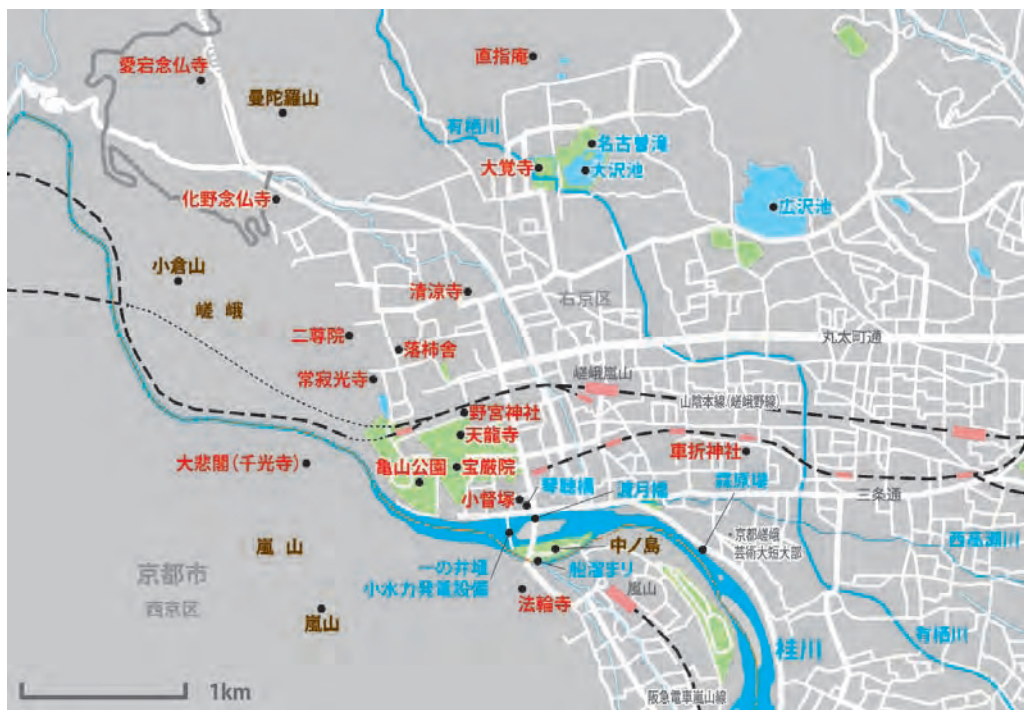 愛宕念仏寺
直指庵
曼陀羅山
有栖川
名古曽滝
大覚寺
大沢池
化野念仏寺
広沢池
小倉山
清涼寺
右京区
嵯峨
二尊院
落柿舎
丸太町通
常寂光寺
嵯峨嵐山
山陰本線(嵯峨野線)
野宮神社
天龍寺
車折神社
大悲閣(千光寺)
亀山公園
宝厳院
琴聴橋
渡月橋
罧原堤
小督塚
三条通
嵐山
中ノ島
京都嵯峨
芸術大短大部
西高瀬川
京都市
一の井堰
船溜まり
西京区
小水力発電設備
法輪寺
嵐山
嵐山
有栖川
桂川
1km
阪急電車嵐山線